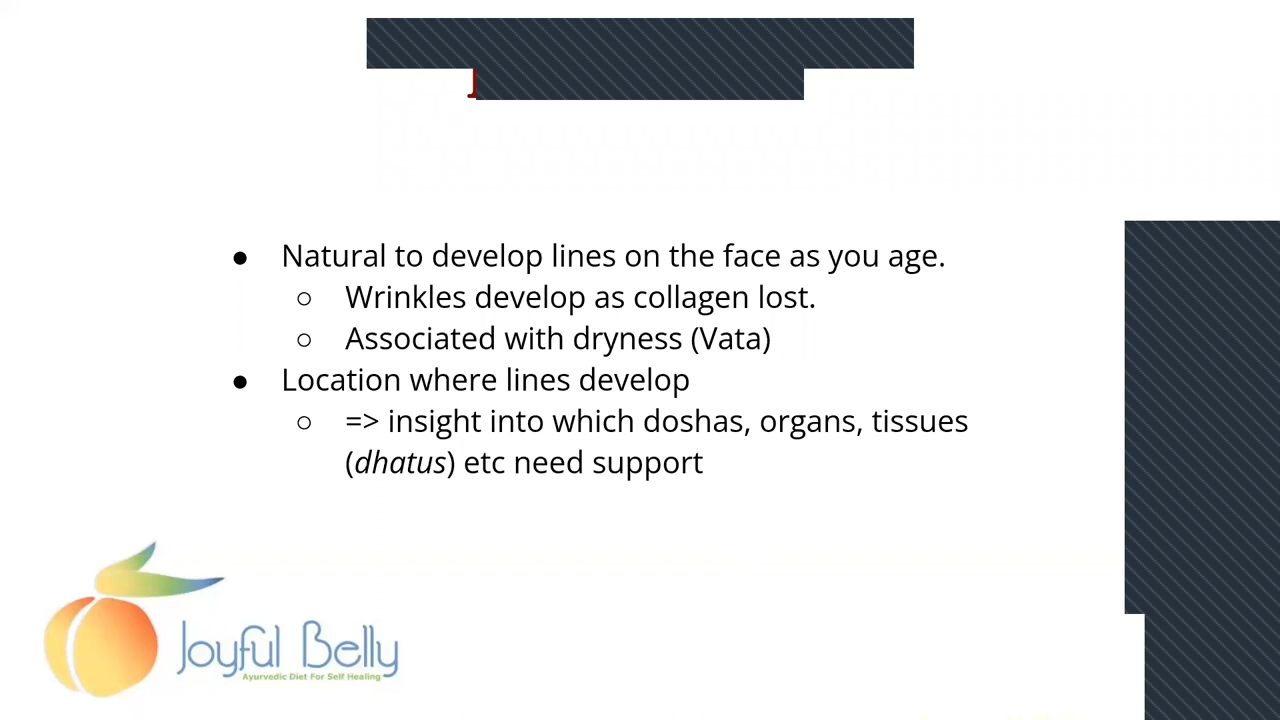 ● Natural to develop lines on the face as you age.
○ Wrinkles develop as collagen lost.
○ Associated with dryness (Vata)
● Location where lines develop
○ => insight into which doshas, organs, tissues
(dhatus) etc need support
Joyful Belly
Ayurvedic Diet For Self Healing